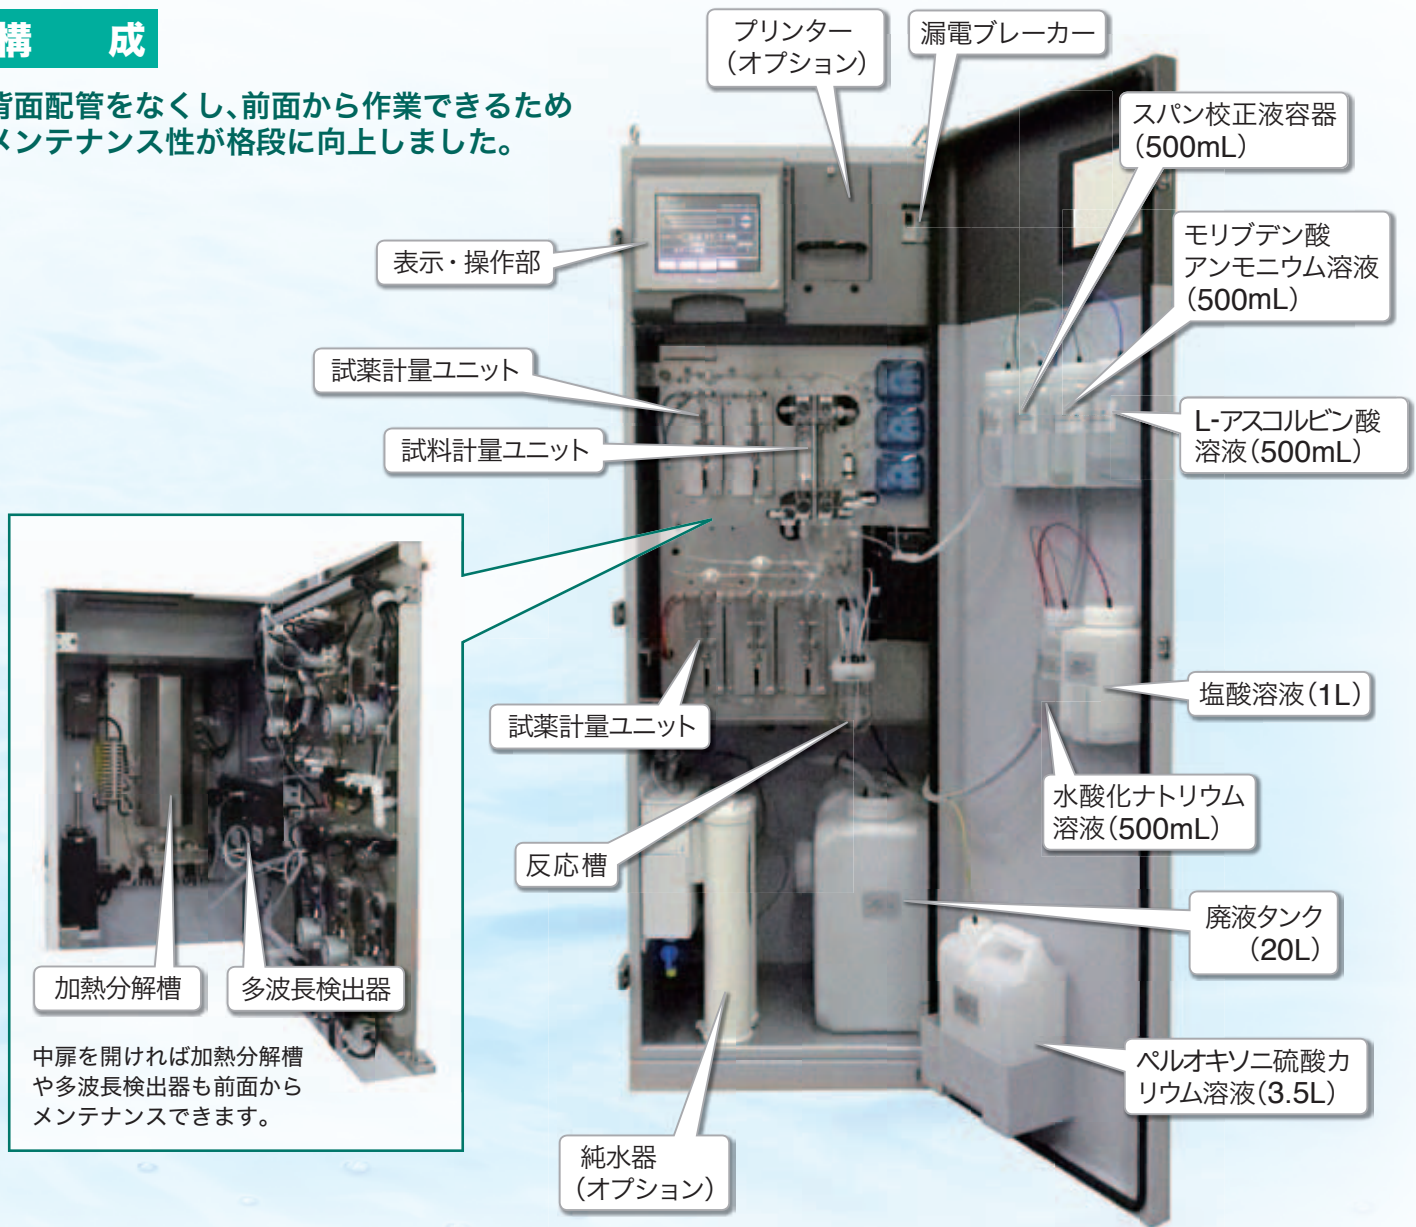 構 成
背面配管をなくし、前面から作業できるため
メンテナンス性が格段に向上しました。
プリンター
(オプション)
漏電ブレーカー
スパン校正液容器
(500mL)
表示・操作部
モリブデン酸
アンモニウム溶液
(500mL)
試薬計量ユニット
試料計量ユニット
L-アスコルビン酸
溶液(500mL)
塩酸溶液(1L)
試薬計量ユニット
水酸化ナトリウム
溶液(500mL)
反応槽
廃液タンク
(20L)
加熱分解槽
多波長検出器
中扉を開ければ加熱分解槽
や多波長検出器も前面から
メンテナンスできます。
ペルオキソニ硫酸カ
リウム溶液(3.5L)
純水器
(オプション)